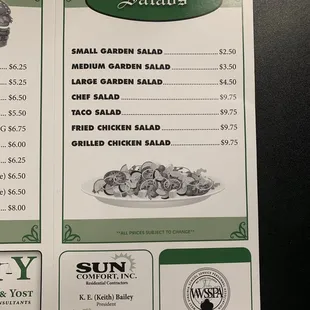 Salads
SMALL GARDEN SALAD $2.50
MEDIUM GARDEN SALAD $3.50
LARGE GARDEN SALAD $4.50
CHEF SALAD $9.75
TACO SALAD $9.75
FRIED CHICKEN SALAD $9.75
GRILLED CHICKEN SALAD $9.75
**ALL PRICES SUBJECT TO CHANGE**
$6.25
$5.25
$5.50
$6.50
G $6.75
$6.00
$6.25
$6.50
$6.50
$8.00
Y
& YOST
CONSULTANTS
SUN
COMFORT, INC.
Residential Contractors
K. E. (Keith) Bailey
President
WVSSPA